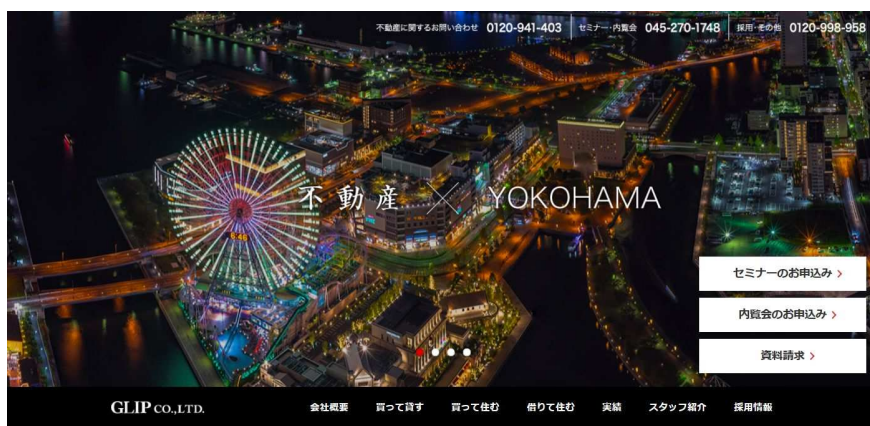 不動産に関するお問い合わせ 0120-941-403 セミナー・内覧会 045-270-1748 採用・その他 0120-998-958
不動産 × YOKOHAMA
6:46
セミナーのお申込み >
内覧会のお申込み >
資料請求 >
GLIP CO.,LTD. 会社概要 買って貸す 買って住む 借りて住む 実績 スタッフ紹介 採用情報